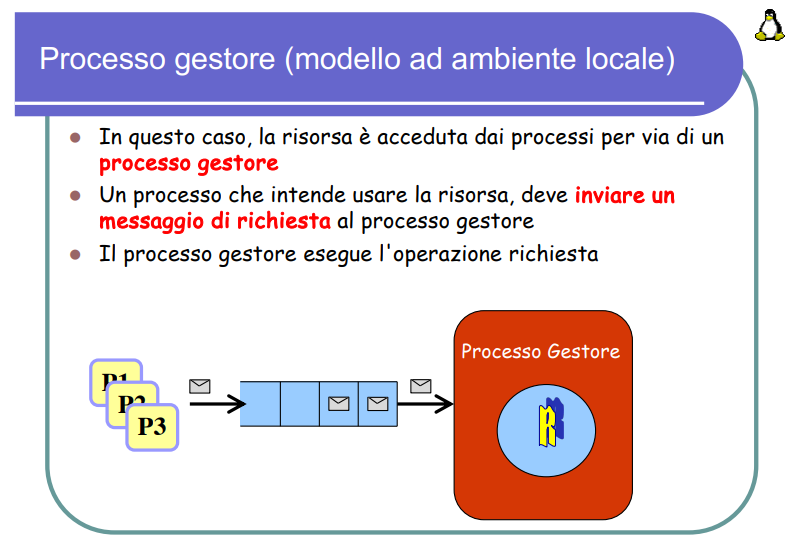 Processo gestore (modello ad ambiente locale)
In questo caso, la risorsa è acceduta dai processi per via di un
processo gestore
Un processo che intende usare la risorsa, deve inviare un
messaggio di richiesta al processo gestore
Il processo gestore esegue l'operazione richiesta
Processo Gestore
P1
P2
P3
R